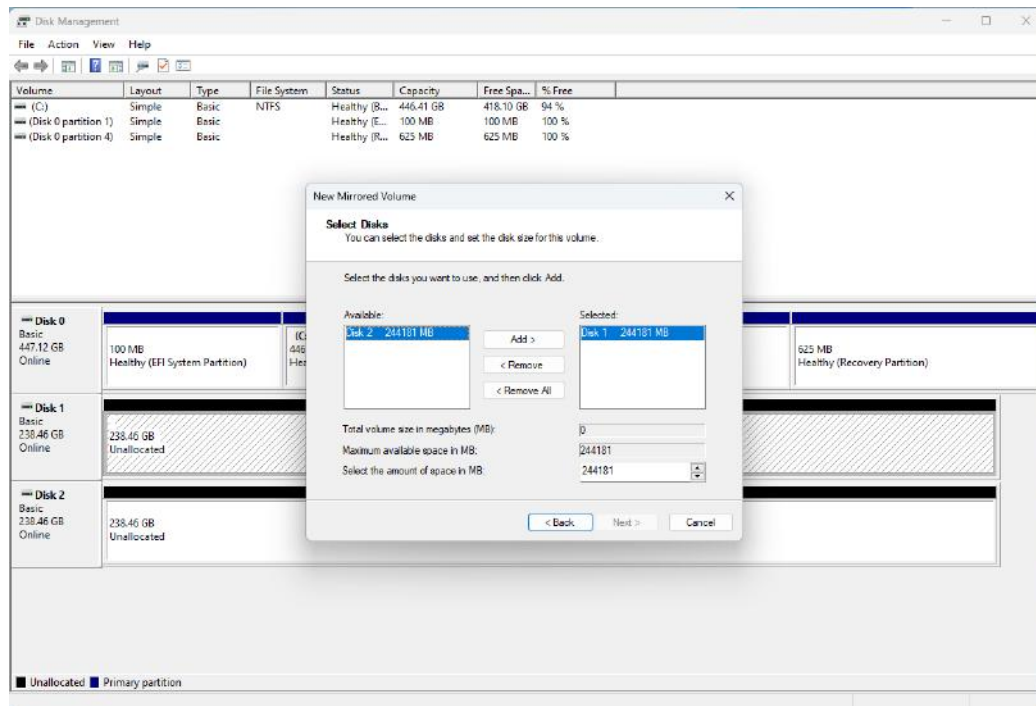 Disk Management
File Action View Help
Volume Layout Type File System Status Capacity Free Spa... % Free
(C:) Simple Basic NTFS Healthy (B... 446.41 GB 418.10 GB 94 %
(Disk 0 partition 1) Simple Basic Healthy (E... 100 MB 100 MB 100 %
(Disk 0 partition 4) Simple Basic Healthy (R... 625 MB 625 MB 100 %
New Mirrored Volume
Select Disks
You can select the disks and set the disk size for this volume.
Select the disks you want to use, and then click Add.
Available: Selected:
Disk 2 244181 MB Disk 1 244181 MB
Add >
< Remove
< Remove All
Total volume size in megabytes (MB): 0
Maximum available space in MB: 244181
Select the amount of space in MB: 244181
< Back Next > Cancel
Disk 0
Basic
447.12 GB
Online
100 MB
Healthy (EFI System Partition)
(C:
446
Hea
625 MB
Healthy (Recovery Partition)
Disk 1
Basic
238.46 GB
Online
238.46 GB
Unallocated
Disk 2
Basic
238.46 GB
Online
238.46 GB
Unallocated
Unallocated Primary partition